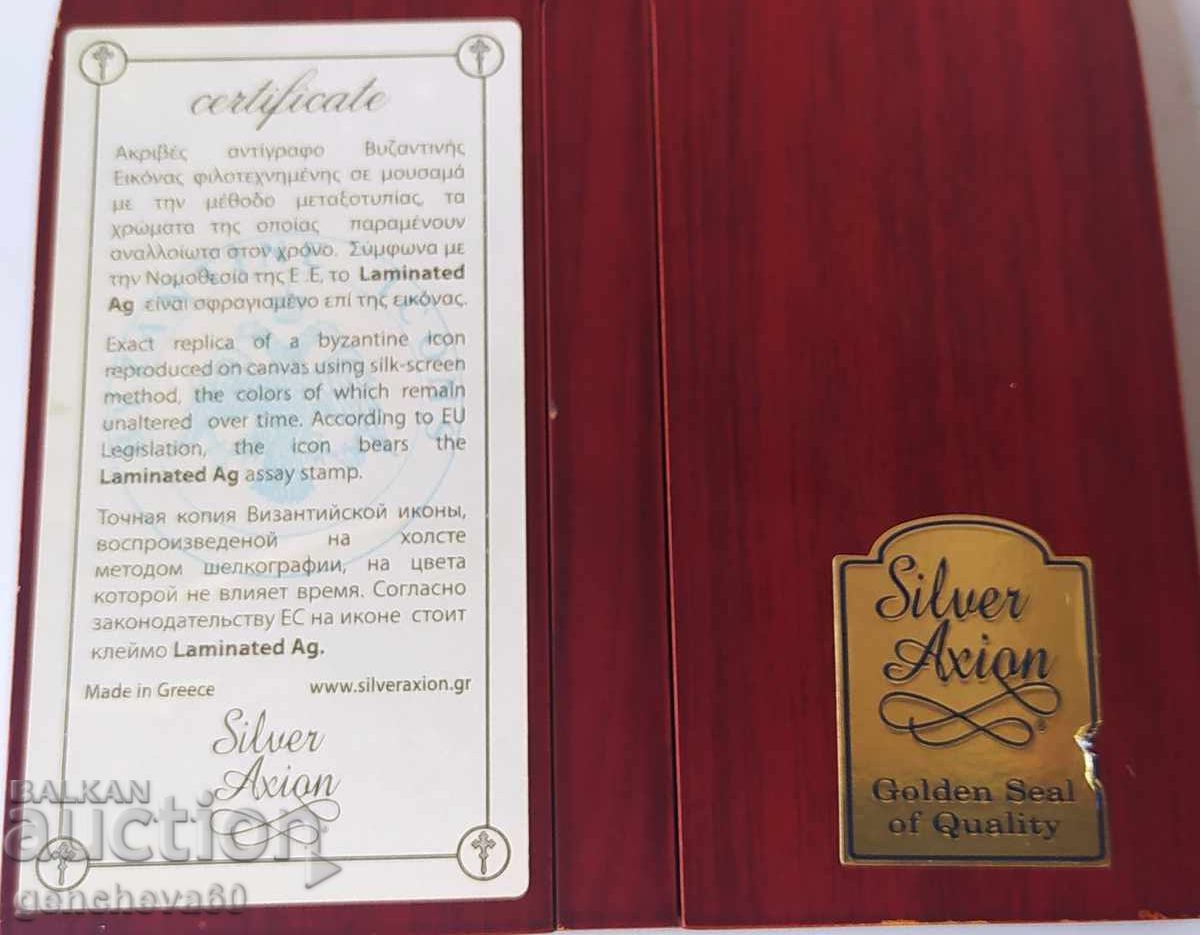 certificate
Ακριβές αντίγραφο Βυζαντινής
Εικόνας φιλοτεχνημένης σε μουσαμά
με την μέθοδο μεταξοτυπίας, τα
χρώματα της οποίας παραμένουν
αναλλοίωτα στον χρόνο. Σύμφωνα με
την Νομοθεσία της Ε .Ε, το Laminated
Ag είναι σφραγισμένο επί της εικόνας.
Exact replica of a byzantine icon
reproduced on canvas using silk-screen
method, the colors of which remain
unaltered over time. According to EU
Legislation, the icon bears the
Laminated Ag assay stamp.
Точная копия Византийской иконы,
воспроизведеной на холсте
методом шелкографии, на цвета
которой не влияет время. Согласно
законодательству ЕС на иконе стоит
клеймо Laminated Ag.
Made in Greece www.silveraxion.gr
Silver
Axion
Silver
Axion
®
Golden Seal
of Quality
BALKAN
auction
gencheva60